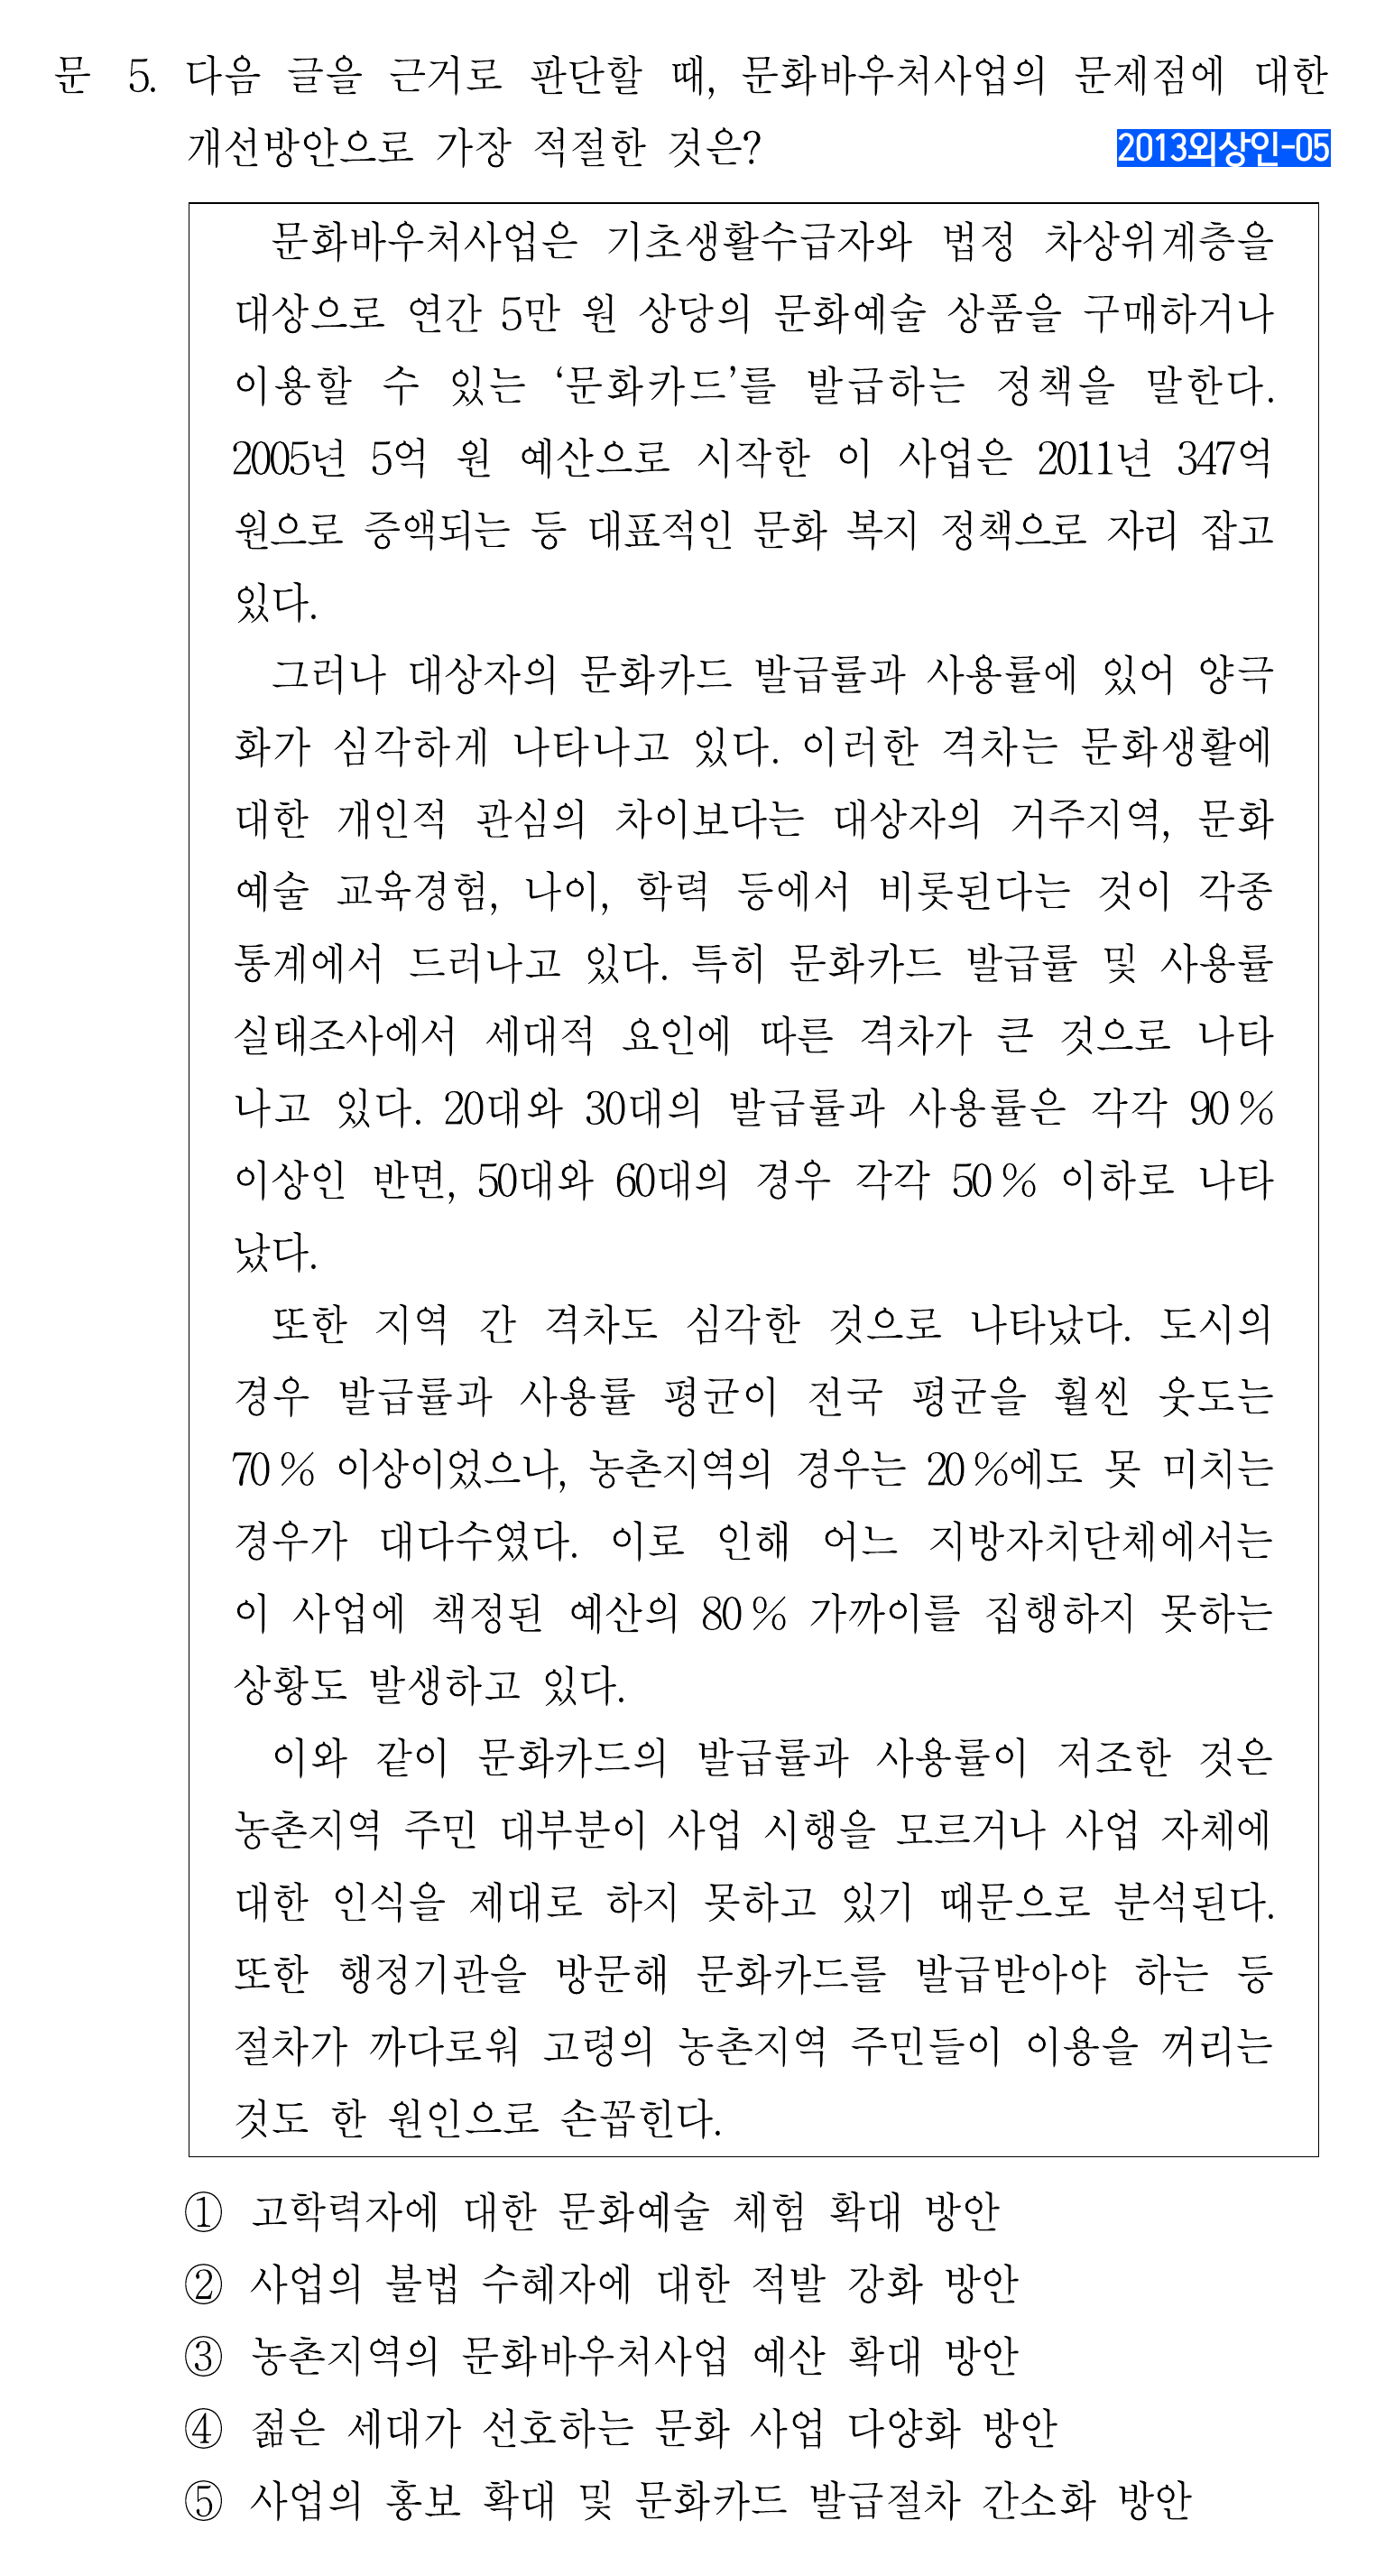 문 5. 다음 글을 근거로 판단할 때, 문화바우처사업의 문제점에 대한
개선방안으로 가장 적절한 것은? 2013외상인-05
문화바우처사업은 기초생활수급자와 법정 차상위계층을
대상으로 연간 5만 원 상당의 문화예술 상품을 구매하거나
이용할 수 있는 ‘문화카드’를 발급하는 정책을 말한다.
2005년 5억 원 예산으로 시작한 이 사업은 2011년 347억
원으로 증액되는 등 대표적인 문화 복지 정책으로 자리 잡고
있다.
그러나 대상자의 문화카드 발급률과 사용률에 있어 양극
화가 심각하게 나타나고 있다. 이러한 격차는 문화생활에
대한 개인적 관심의 차이보다는 대상자의 거주지역, 문화
예술 교육경험, 나이, 학력 등에서 비롯된다는 것이 각종
통계에서 드러나고 있다. 특히 문화카드 발급률 및 사용률
실태조사에서 세대적 요인에 따른 격차가 큰 것으로 나타
나고 있다. 20대와 30대의 발급률과 사용률은 각각 90%
이상인 반면, 50대와 60대의 경우 각각 50% 이하로 나타
났다.
또한 지역 간 격차도 심각한 것으로 나타났다. 도시의
경우 발급률과 사용률 평균이 전국 평균을 훨씬 웃도는
70% 이상이었으나, 농촌지역의 경우는 20%에도 못 미치는
경우가 대다수였다. 이로 인해 어느 지방자치단체에서는
이 사업에 책정된 예산의 80% 가까이를 집행하지 못하는
상황도 발생하고 있다.
이와 같이 문화카드의 발급률과 사용률이 저조한 것은
농촌지역 주민 대부분이 사업 시행을 모르거나 사업 자체에
대한 인식을 제대로 하지 못하고 있기 때문으로 분석된다.
또한 행정기관을 방문해 문화카드를 발급받아야 하는 등
절차가 까다로워 고령의 농촌지역 주민들이 이용을 꺼리는
것도 한 원인으로 손꼽힌다.
① 고학력자에 대한 문화예술 체험 확대 방안
② 사업의 불법 수혜자에 대한 적발 강화 방안
③ 농촌지역의 문화바우처사업 예산 확대 방안
④ 젊은 세대가 선호하는 문화 사업 다양화 방안
⑤ 사업의 홍보 확대 및 문화카드 발급절차 간소화 방안